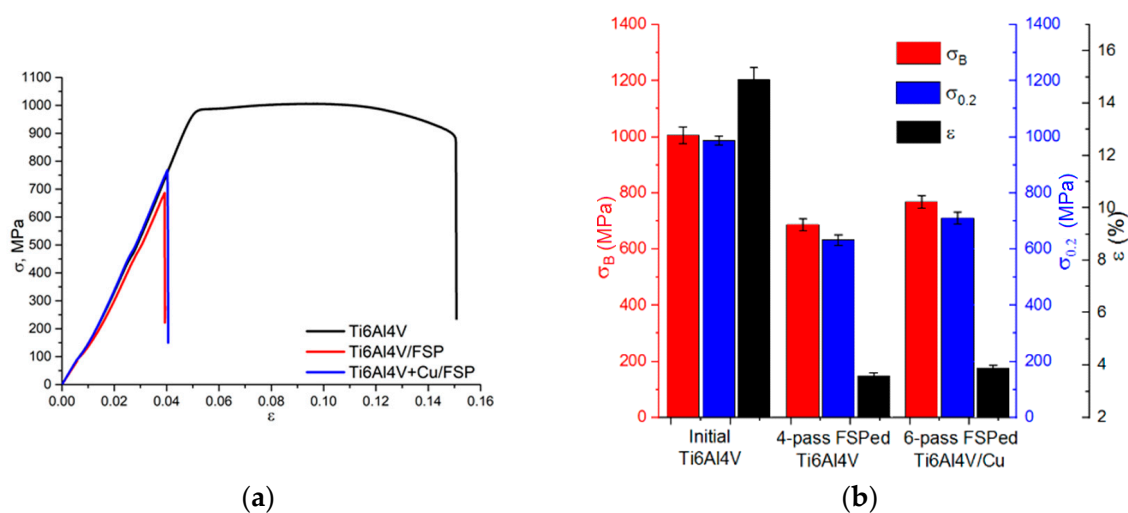 1100
1000
900
800
700
600
500
400
300
200
100
0
σ, MPa
0.00 0.02 0.04 0.06 0.08 0.10 0.12 0.14 0.16
ε
Ti6Al4V
Ti6Al4V/FSP
Ti6Al4V+Cu/FSP
(a)
1400
1200
1000
800
600
400
200
0
σB (MPa)
σB
σ0.2
ε
Initial
Ti6Al4V
4-pass FSPed
Ti6Al4V
6-pass FSPed
Ti6Al4V/Cu
1400
1200
1000
800
600
400
200
0
σ0.2 (MPa)
16
14
12
10
8
6
4
2
ε (%)
(b)